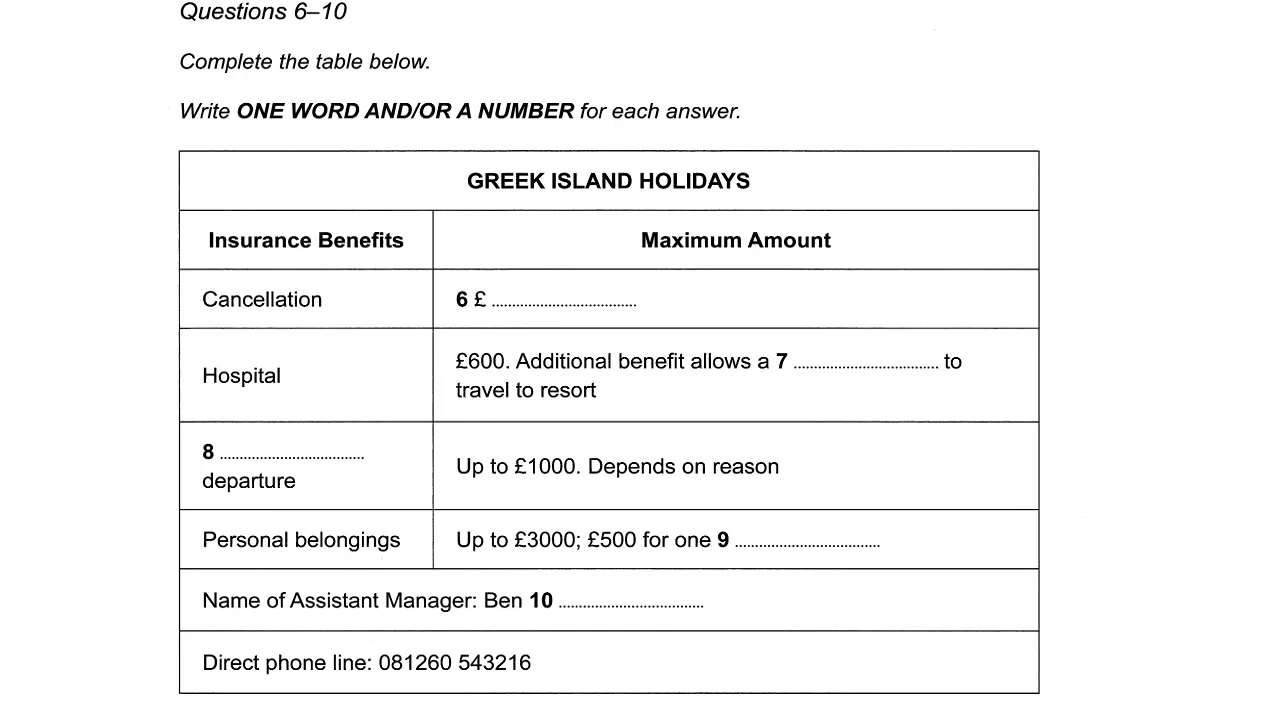 Questions 6–10
Complete the table below.
Write ONE WORD AND/OR A NUMBER for each answer.
GREEK ISLAND HOLIDAYS
Insurance Benefits Maximum Amount
Cancellation 6 £ ...................................
Hospital £600. Additional benefit allows a 7 ................................... to
travel to resort
8 ...................................
departure Up to £1000. Depends on reason
Personal belongings Up to £3000; £500 for one 9 ...................................
Name of Assistant Manager: Ben 10 ...................................
Direct phone line: 081260 543216